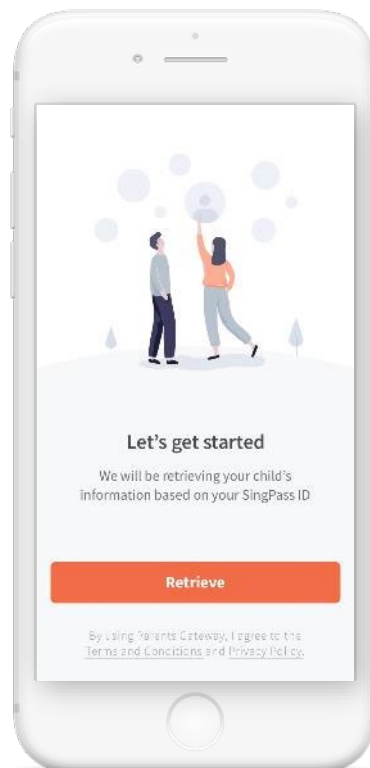 Let's get started
We will be retrieving your child's
information based on your SingPass ID
Retrieve
By using Parents Gateway, I agree to the
Terms and Conditions and Privacy Policy.